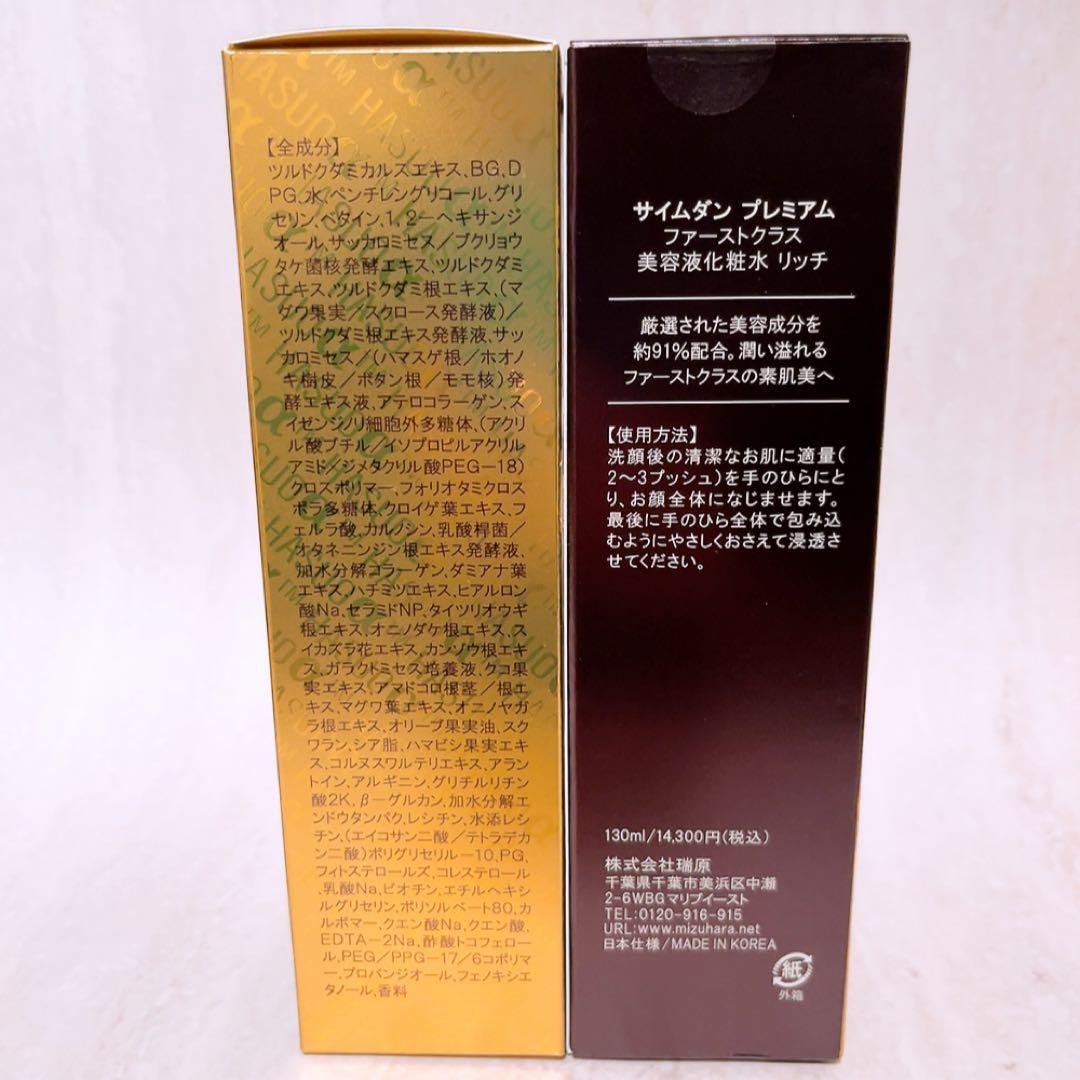 【全成分】
ツルドクダミカルスエキス、BG、D
PG、水、ペンチレングリコール、グリ
セリン、ベタイン、1,2-ヘキサンジ
オール、サッカロミセス/ブクリョウ
タケ菌核発酵エキス、ツルドクダミ
エキス、ツルドクダミ根エキス、(マ
グワ果実/スクロース発酵液)/
ツルドクダミ根エキス発酵液、サッ
カロミセス/(ハマスゲ根/ホオノ
キ樹皮/ボタン根/モモ核)発
酵エキス液、アテロコラーゲン、ス
イゼンジノリ細胞外多糖体、(アクリ
ル酸ブチル/イソプロピルアクリル
アミド/ジメタクリル酸PEG-18)
クロスポリマー、フォリオタミクロス
ポラ多糖体、クロイゲ葉エキス、フ
ェルラ酸、カルノシン、乳酸桿菌/
オタネニンジン根エキス発酵液、
加水分解コラーゲン、ダミアナ葉
エキス、ハチミツエキス、ヒアルロン
酸Na、セラミドNP、タイツリオウギ
根エキス、オニノダケ根エキス、ス
イカズラ花エキス、カンゾウ根エキ
ス、ガラクトミセス培養液、クコ果
実エキス、アマドコロ根茎/根エ
キス、マグワ葉エキス、オニノヤガ
ラ根エキス、オリーブ果実油、スク
ワラン、シア脂、ハマビシ果実エキ
ス、コルヌスワルテリエキス、アラン
トイン、アルギニン、グリチルリチン
酸2K、β-グルカン、加水分解エ
ンドウタンパク、レシチン、水添レシ
チン、(エイコサン二酸/テトラデカ
ン二酸)ポリグリセリル-10、PG、
フィトステロールズ、コレステロール
、乳酸Na、ビオチン、エチルヘキシ
ルグリセリン、ポリソルベート80、カ
ルボマー、クエン酸Na、クエン酸、
EDTA-2Na、酢酸トコフェロー
ル、PEG/PPG-17/6コポリマ
ー、プロパンジオール、フェノキシエ
タノール、香料
サイムダン プレミアム
ファーストクラス
美容液化粧水 リッチ
厳選された美容成分を
約91%配合。潤い溢れる
ファーストクラスの素肌美へ
【使用方法】
洗顔後の清潔なお肌に適量(
2〜3プッシュ)を手のひらにと
り、お顔全体になじませます。
最後に手のひら全体で包み込
むようにやさしくおさえて浸透さ
せてください。
130ml/14,300円(税込)
株式会社瑞原
千葉県千葉市美浜区中瀬
2-6WBGマリブイースト
TEL:0120-916-915
URL:www.mizuhara.net
日本仕様/MADE IN KOREA
紙
外箱